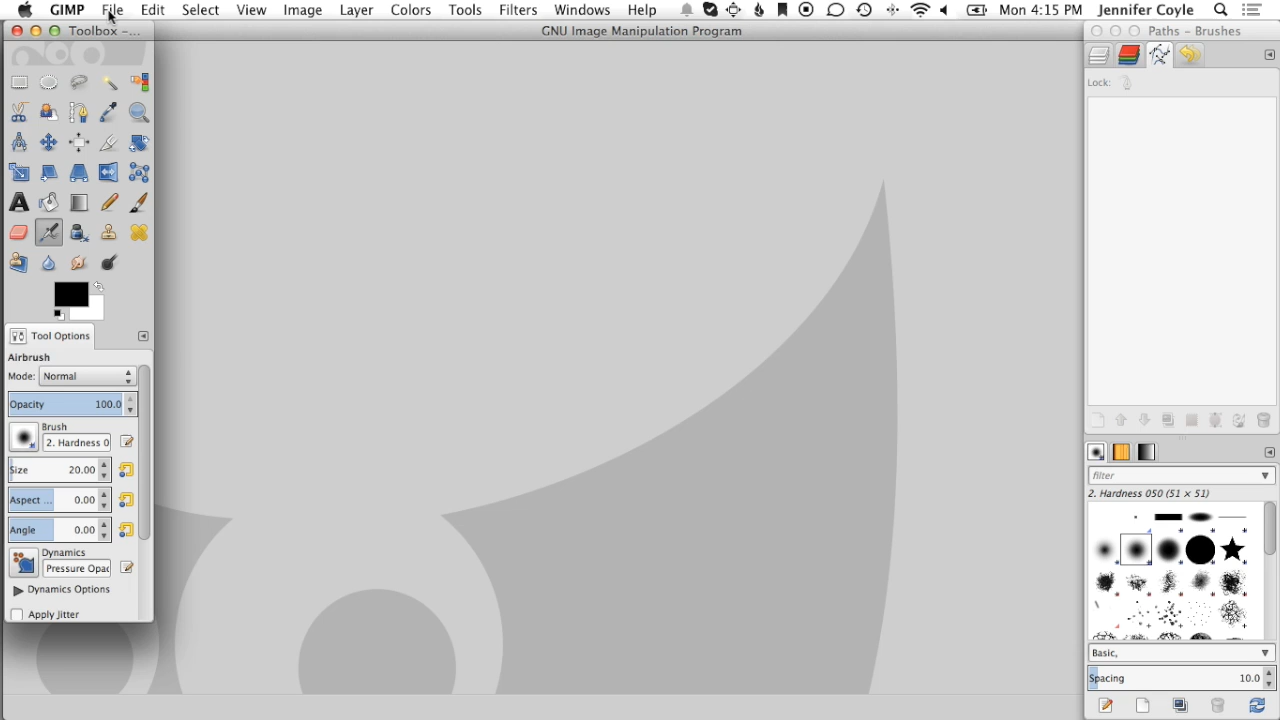 GIMP File Edit Select View Image Layer Colors Tools Filters Windows Help Mon 4:15 PM Jennifer Coyle
Toolbox –...
GNU Image Manipulation Program
Paths – Brushes
Lock:
Tool Options
Airbrush
Mode: Normal
Opacity 100.0
Brush
2. Hardness 0
Size 20.00
Aspect ... 0.00
Angle 0.00
Dynamics
Pressure Opac
Dynamics Options
Apply Jitter
filter
2. Hardness 050 (51 × 51)
Basic,
Spacing 10.0